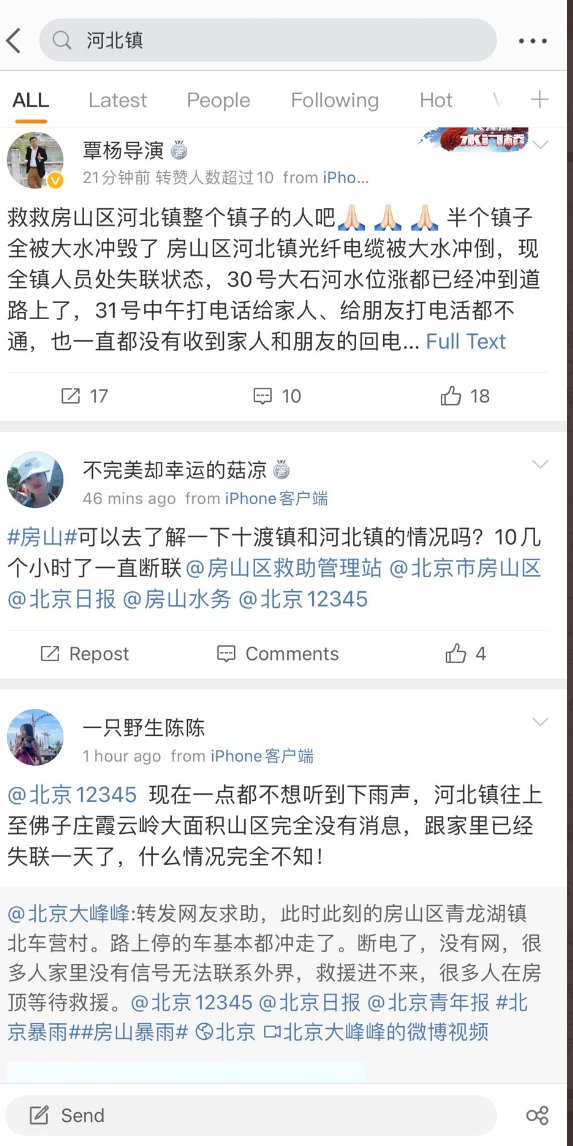 河北镇
ALL Latest People Following Hot
覃杨导演
21分钟前 转赞人数超过10 from iPho...
救救房山区河北镇整个镇子的人吧🙏🏻🙏🏻🙏🏻半个镇子
全被大水冲毁了 房山区河北镇光纤电缆被大水冲倒，现
全镇人员处失联状态，30号大石河水位涨都已经冲到道
路上了，31号中午打电话给家人、给朋友打电活都不
通，也一直都没有收到家人和朋友的回电... Full Text
17 10 18
不完美却幸运的菇凉
46 mins ago from iPhone客户端
#房山#可以去了解一下十渡镇和河北镇的情况吗？10几
个小时了一直断联@房山区救助管理站 @北京市房山区
@北京日报 @房山水务 @北京12345
Repost Comments 4
一只野生陈陈
1 hour ago from iPhone客户端
@北京12345 现在一点都不想听到下雨声，河北镇往上
至佛子庄霞云岭大面积山区完全没有消息，跟家里已经
失联一天了，什么情况完全不知！
@北京大峰峰:转发网友求助，此时此刻的房山区青龙湖镇
北车营村。路上停的车基本都冲走了。断电了，没有网，很
多人家里没有信号无法联系外界，救援进不来，很多人在房
顶等待救援。@北京12345 @北京日报 @北京青年报 #北
京暴雨##房山暴雨# 北京 北京大峰峰的微博视频
Send